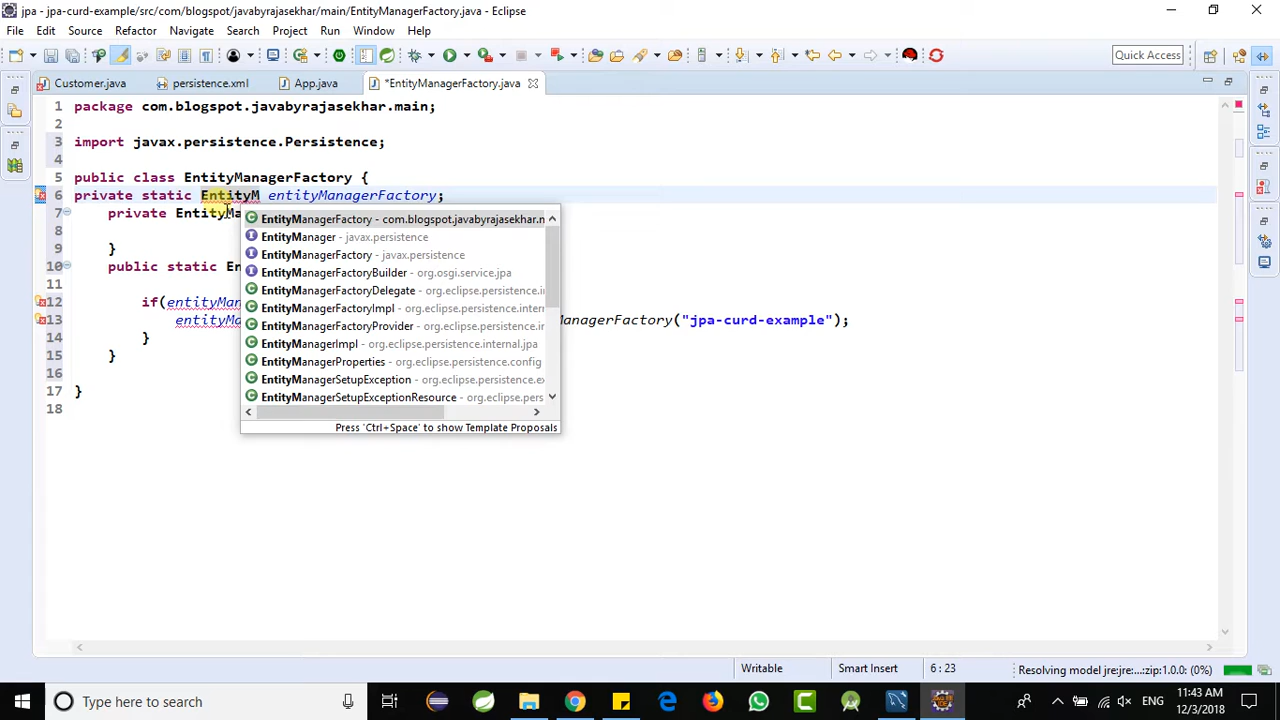 jpa - jpa-curd-example/src/com/blogspot/javabyrajasekhar/main/EntityManagerFactory.java - Eclipse
File Edit Source Refactor Navigate Search Project Run Window Help
Quick Access
Customer.java persistence.xml App.java *EntityManagerFactory.java
1 package com.blogspot.javabyrajasekhar.main;
2
3 import javax.persistence.Persistence;
4
5 public class EntityManagerFactory {
6 private static EntityM entityManagerFactory;
7 private EntityMa
8
9 }
10 public static E
11
12 if(entityMan
13 entityMa ManagerFactory("jpa-curd-example");
14 }
15 }
16
17 }
18
EntityManagerFactory - com.blogspot.javabyrajasekhar.m
EntityManager - javax.persistence
EntityManagerFactory - javax.persistence
EntityManagerFactoryBuilder - org.osgi.service.jpa
EntityManagerFactoryDelegate - org.eclipse.persistence.i
EntityManagerFactoryImpl - org.eclipse.persistence.inter
EntityManagerFactoryProvider - org.eclipse.persistence.i
EntityManagerImpl - org.eclipse.persistence.internal.jpa
EntityManagerProperties - org.eclipse.persistence.config
EntityManagerSetupException - org.eclipse.persistence.ex
EntityManagerSetupExceptionResource - org.eclipse.pers
Press 'Ctrl+Space' to show Template Proposals
Writable Smart Insert 6 : 23 Resolving model jre:jre:...:zip:1.0.0: (0%)
Type here to search
ENG
11:43 AM
12/3/2018